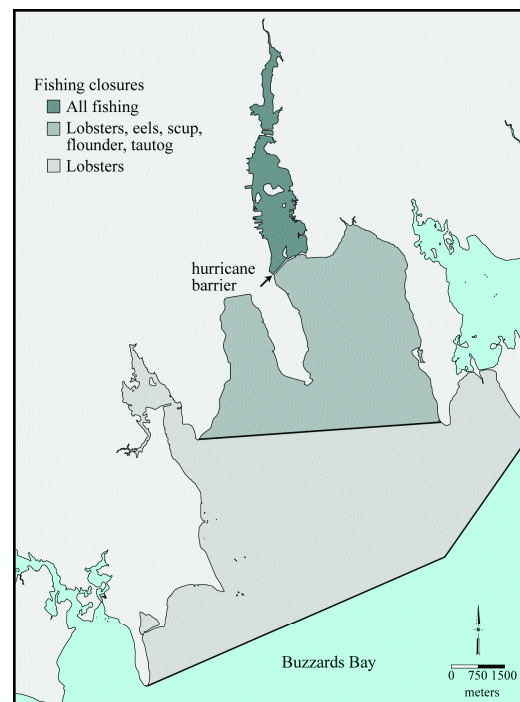 Fishing closures
All fishing
Lobsters, eels, scup,
flounder, tautog
Lobsters
hurricane
barrier
Buzzards Bay
N
0 750 1500
meters